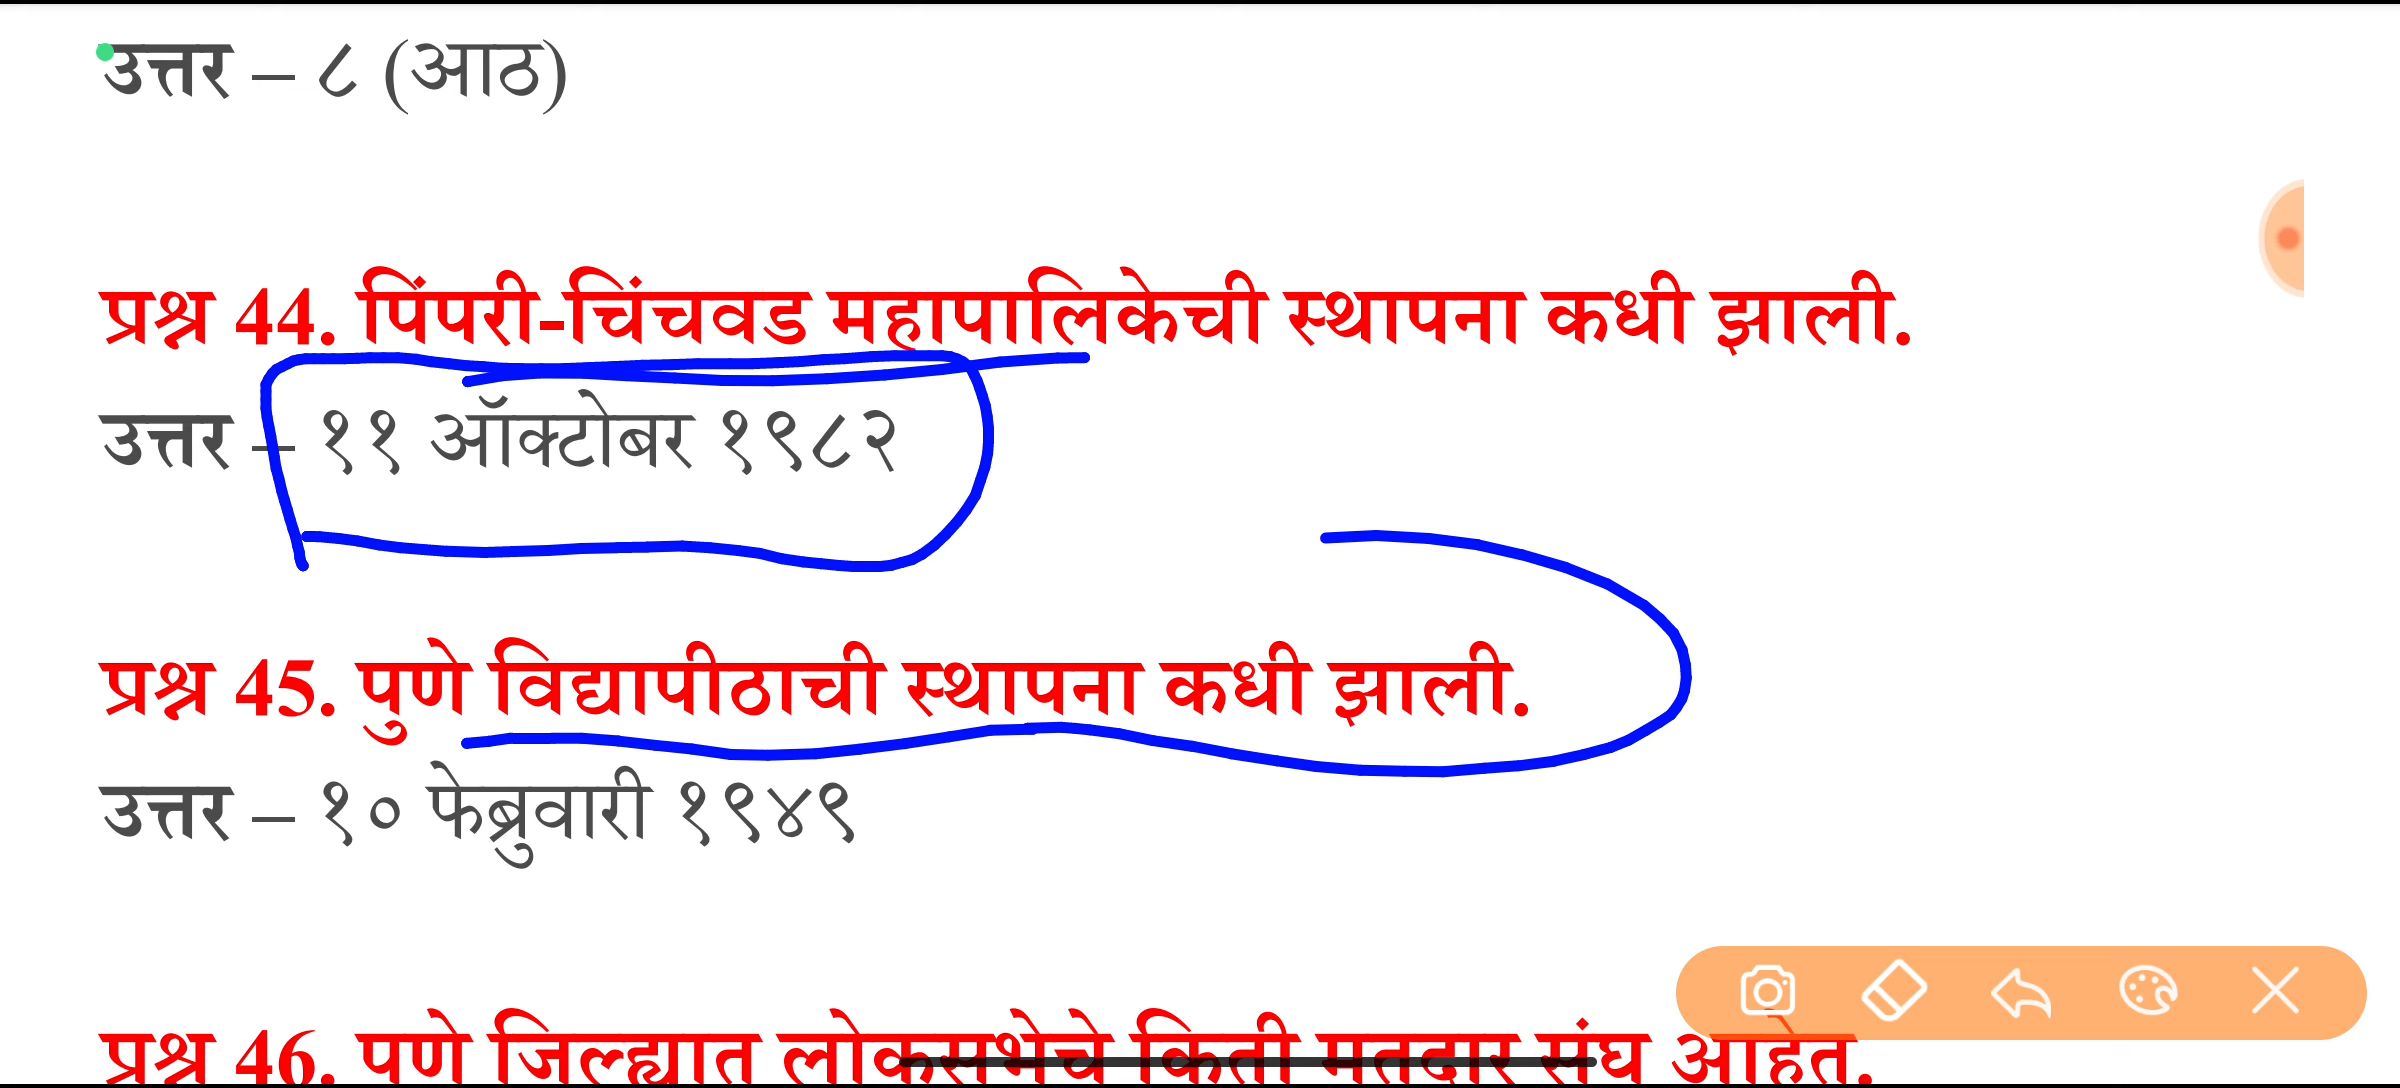 उत्तर – ८ (आठ)
प्रश्न 44. पिंपरी-चिंचवड महापालिकेची स्थापना कधी झाली.
उत्तर – ११ ऑक्टोबर १९८२
प्रश्न 45. पुणे विद्यापीठाची स्थापना कधी झाली.
उत्तर – १० फेब्रुवारी १९४९
प्रश्न 46. पुणे जिल्ह्यात लोकसभेचे किती मतदार संघ आहेत.